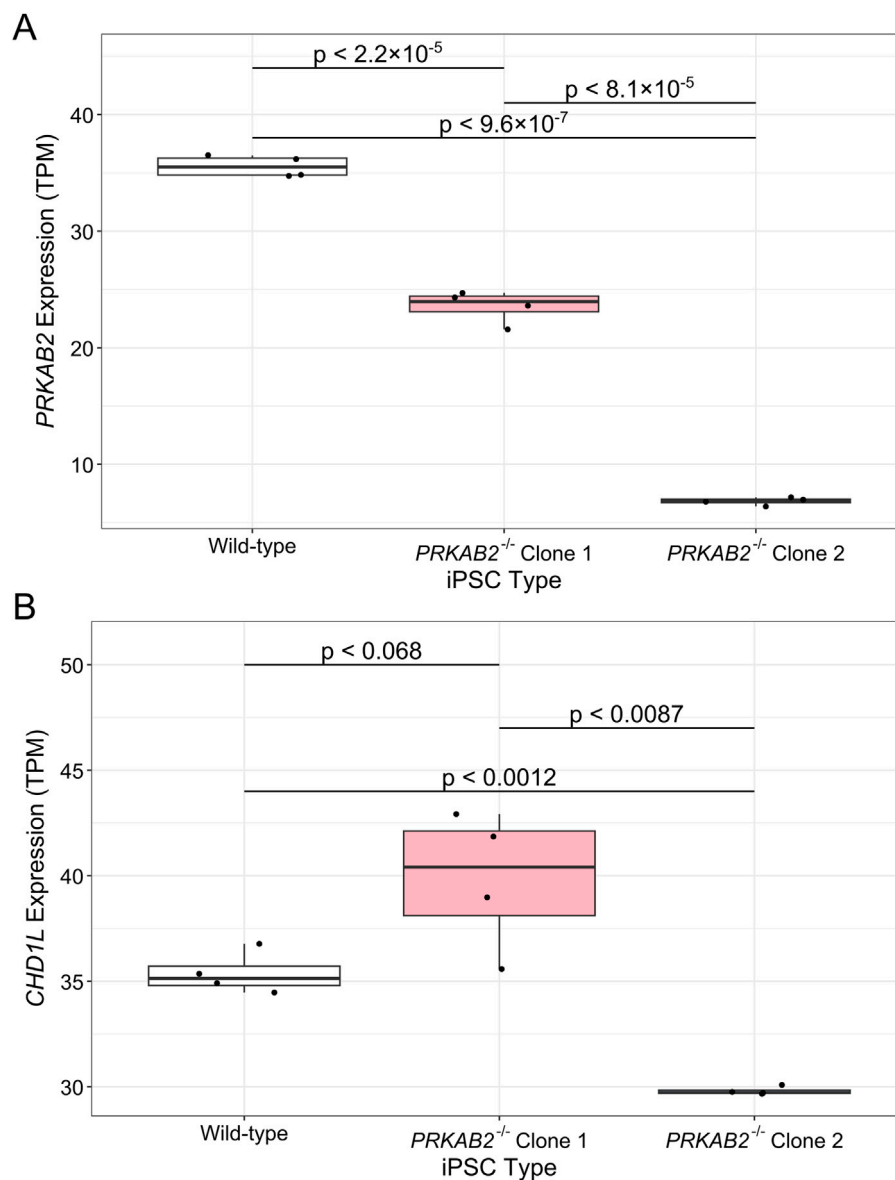 A
p < 2.2×10-5
p < 8.1×10-5
p < 9.6×10-7
40
30
20
10
PRKAB2 Expression (TPM)
Wild-type
PRKAB2-/- Clone 1
PRKAB2-/- Clone 2
iPSC Type
B
50
p < 0.068
p < 0.0087
45
p < 0.0012
40
35
30
CHD1L Expression (TPM)
Wild-type
PRKAB2-/- Clone 1
PRKAB2-/- Clone 2
iPSC Type